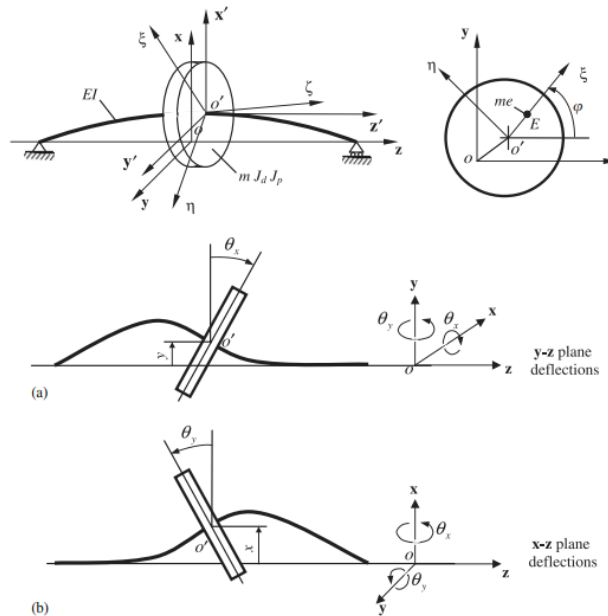 x'
x
ξ
y
η
ξ
EI
o'
ζ
me
E
φ
o
z'
z
o
o'
y'
y
η
m J_d J_p
θ_x
y
o'
y
x
θ_y
θ_x
o
z
y-z plane
deflections
(a)
θ_y
x
o'
x
θ_x
o
z
θ_y
y
x-z plane
deflections
(b)